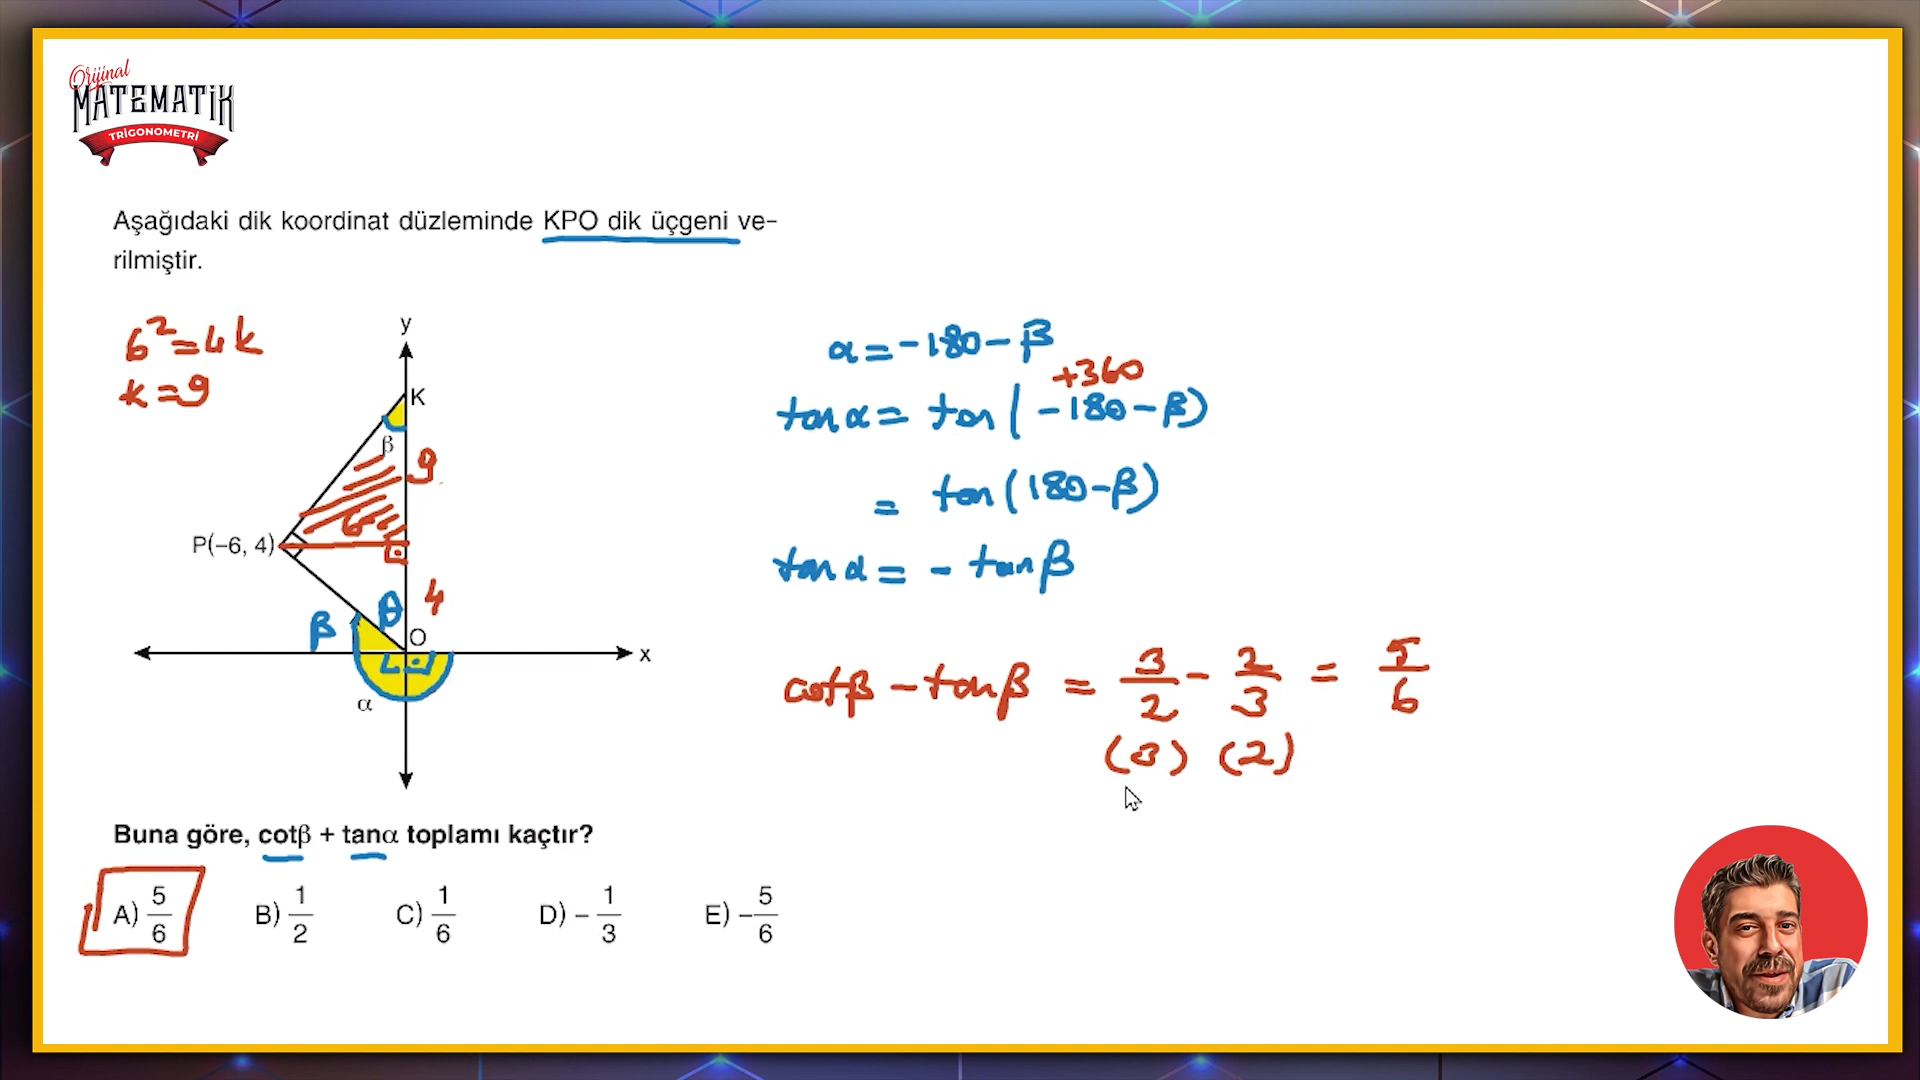 Orijinal
MATEMATİK
TRİGONOMETRİ
Aşağıdaki dik koordinat düzleminde KPO dik üçgeni ve-
rilmiştir.
6² = 4k
k = 9
y
K
β
9
6
P(−6, 4)
4
θ
β
O
x
α
α = -180 - β
+360
tan α = tan ( -180 - β)
= tan (180 - β)
tan α = - tan β
cot β - tan β = 3/2 - 2/3 = 5/6
(3) (2)
Buna göre, cotβ + tanα toplamı kaçtır?
A) 5/6 B) 1/2 C) 1/6 D) − 1/3 E) − 5/6